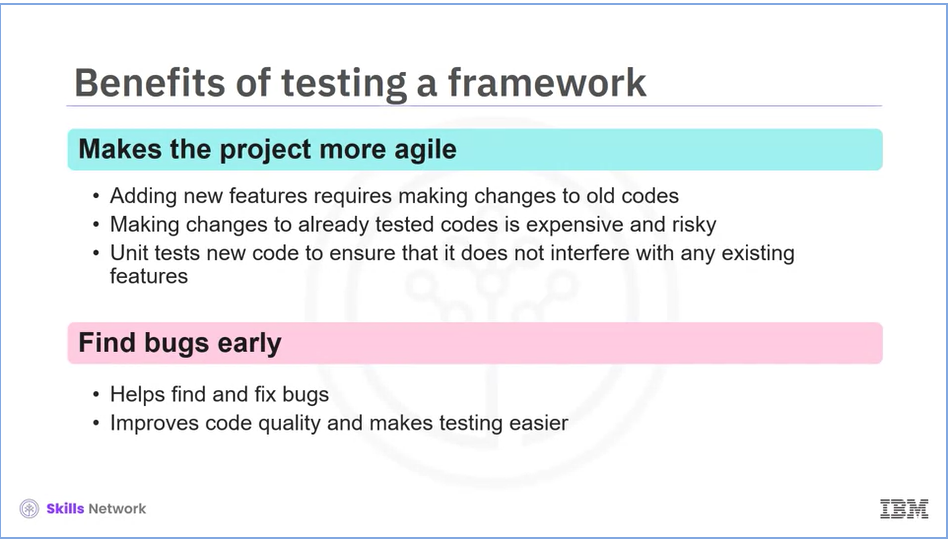 Benefits of testing a framework
Makes the project more agile
• Adding new features requires making changes to old codes
• Making changes to already tested codes is expensive and risky
• Unit tests new code to ensure that it does not interfere with any existing
features
Find bugs early
• Helps find and fix bugs
• Improves code quality and makes testing easier
Skills Network
IBM